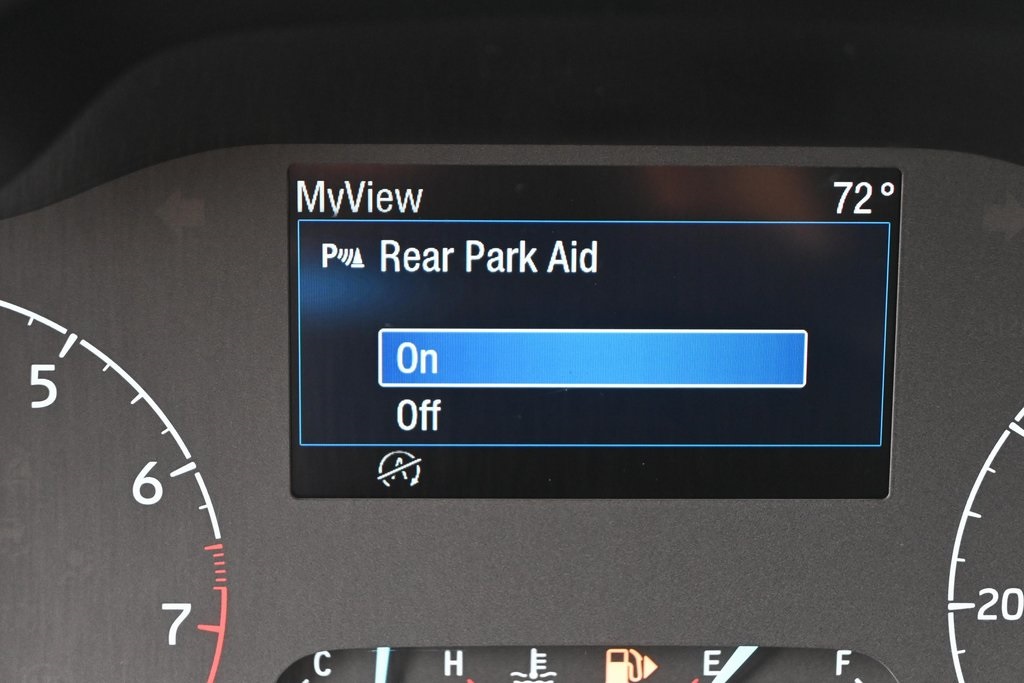 MyView 72°
P Rear Park Aid
On
Off
A
5
6
7
20
C H E F